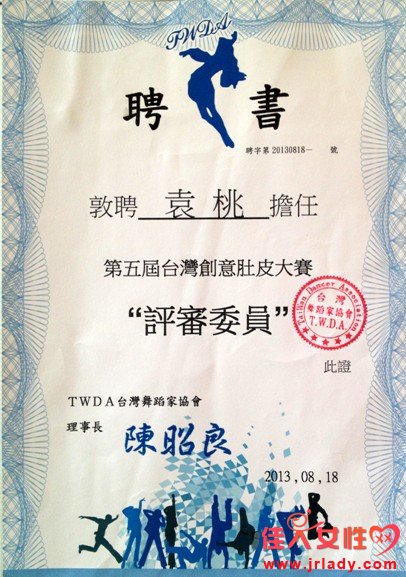 TWDA
聘 書
聘字第 20130818— 號
敦聘 袁 桃 擔任
第五屆台灣創意肚皮大賽
“評審委員”
Taiwan Dancer Association
台灣
舞蹈家協會
T.W.D.A.
此證
TWDA台灣舞蹈家協會
理事長 陳昭良
2013,08,18
佳人女性
www.jrlady.com